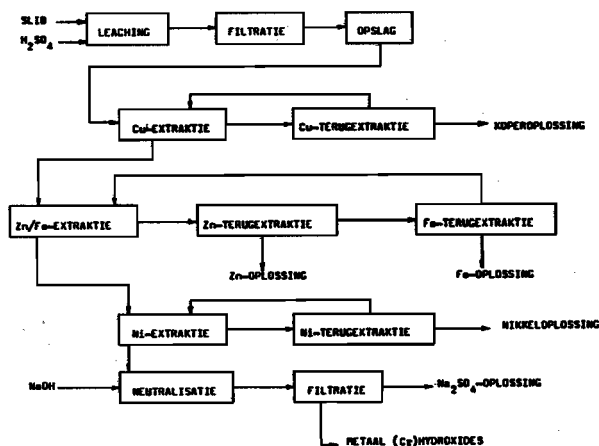 SLIB
H2SO4
LEACHING
FILTRATIE
OPSLAG
Cu-EXTRAKTIE
Cu-TERUGEXTRAKTIE
KOPEROPLOSSING
Zn/Fe-EXTRAKTIE
Zn-TERUGEXTRAKTIE
Fe-TERUGEXTRAKTIE
Zn-OPLOSSING
Fe-OPLOSSING
Ni-EXTRAKTIE
Ni-TERUGEXTRAKTIE
NIKKELOPLOSSING
NaOH
NEUTRALISATIE
FILTRATIE
Na2SO4-OPLOSSING
METAAL (Cr)HYDROXIDES